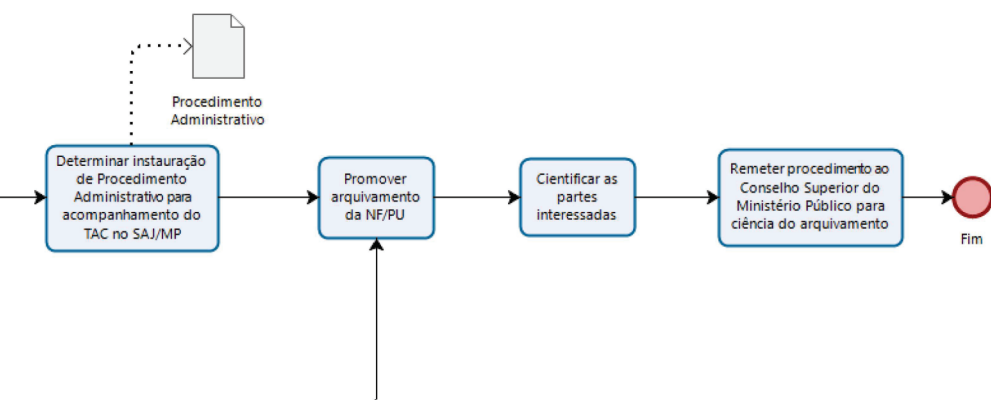 Procedimento
Administrativo
Determinar instauração
de Procedimento
Administrativo para
acompanhamento do
TAC no SAJ/MP
Promover
arquivamento
da NF/PU
Cientificar as
partes
interessadas
Remeter procedimento ao
Conselho Superior do
Ministério Público para
ciência do arquivamento
Fim